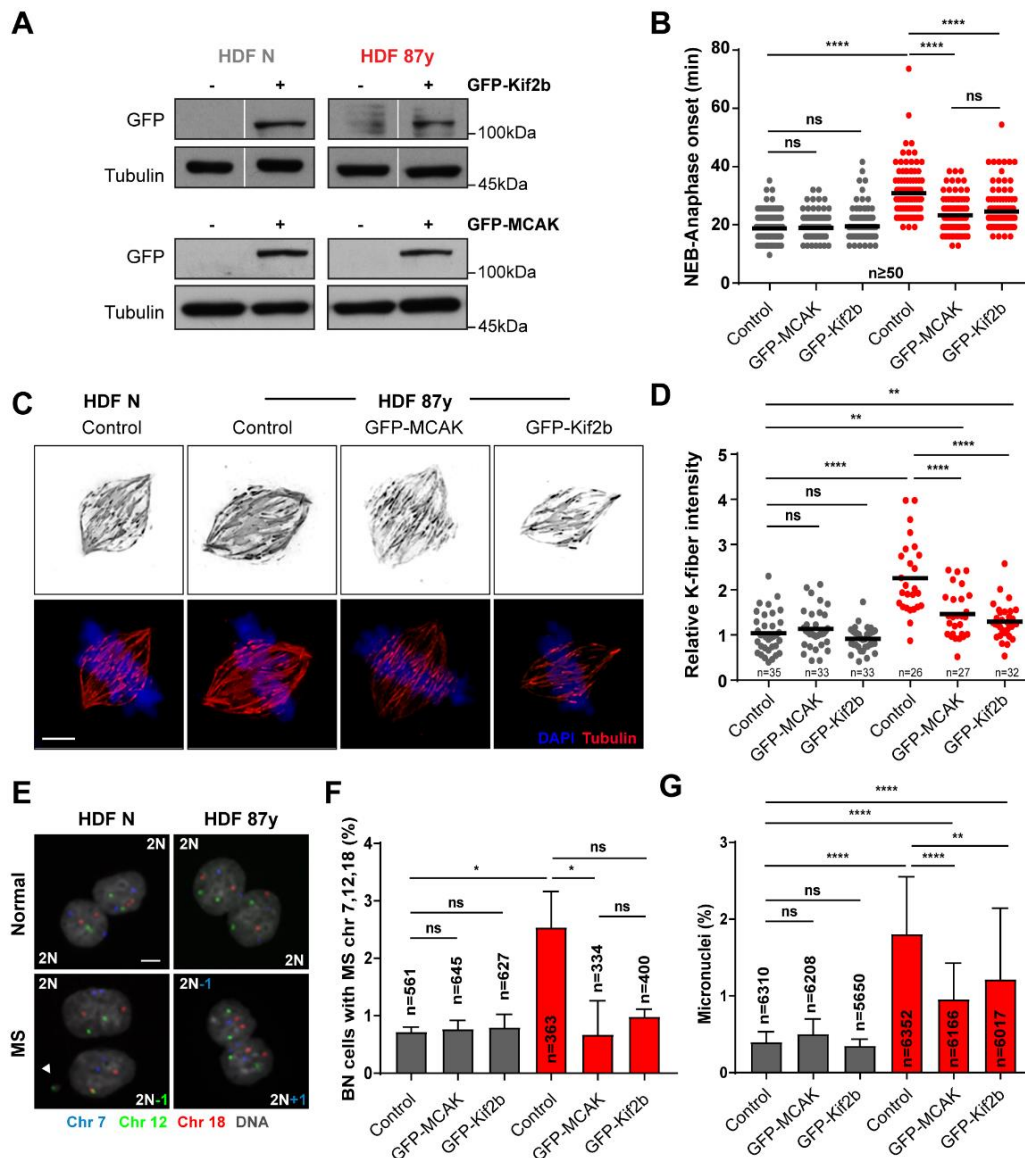 A
HDF N HDF 87y
- + - + GFP-Kif2b
GFP
100kDa
Tubulin
45kDa
- + - + GFP-MCAK
GFP
100kDa
Tubulin
45kDa
B
NEB-Anaphase onset (min)
80
60
40
20
0
**** **** ****
ns
ns
ns
n≥50
Control GFP-MCAK GFP-Kif2b Control GFP-MCAK GFP-Kif2b
C
HDF N HDF 87y
Control Control GFP-MCAK GFP-Kif2b
DAPI Tubulin
D
Relative K-fiber intensity
5
4
3
2
1
0
**
**
**** **** ****
ns
ns
n=35 n=33 n=33 n=26 n=27 n=32
Control GFP-MCAK GFP-Kif2b Control GFP-MCAK GFP-Kif2b
E
HDF N HDF 87y
Normal
2N 2N
2N 2N
MS
2N 2N-1
2N-1 2N+1
Chr 7 Chr 12 Chr 18 DNA
F
BN cells with MS chr 7,12,18 (%)
4
3
2
1
0
ns
* *
ns ns
ns
n=561 n=645 n=627 n=363 n=334 n=400
Control GFP-MCAK GFP-Kif2b Control GFP-MCAK GFP-Kif2b
G
Micronuclei (%)
3
2
1
0
****
****
**
**** ****
ns
ns
n=6310 n=6208 n=5650 n=6352 n=6166 n=6017
Control GFP-MCAK GFP-Kif2b Control GFP-MCAK GFP-Kif2b